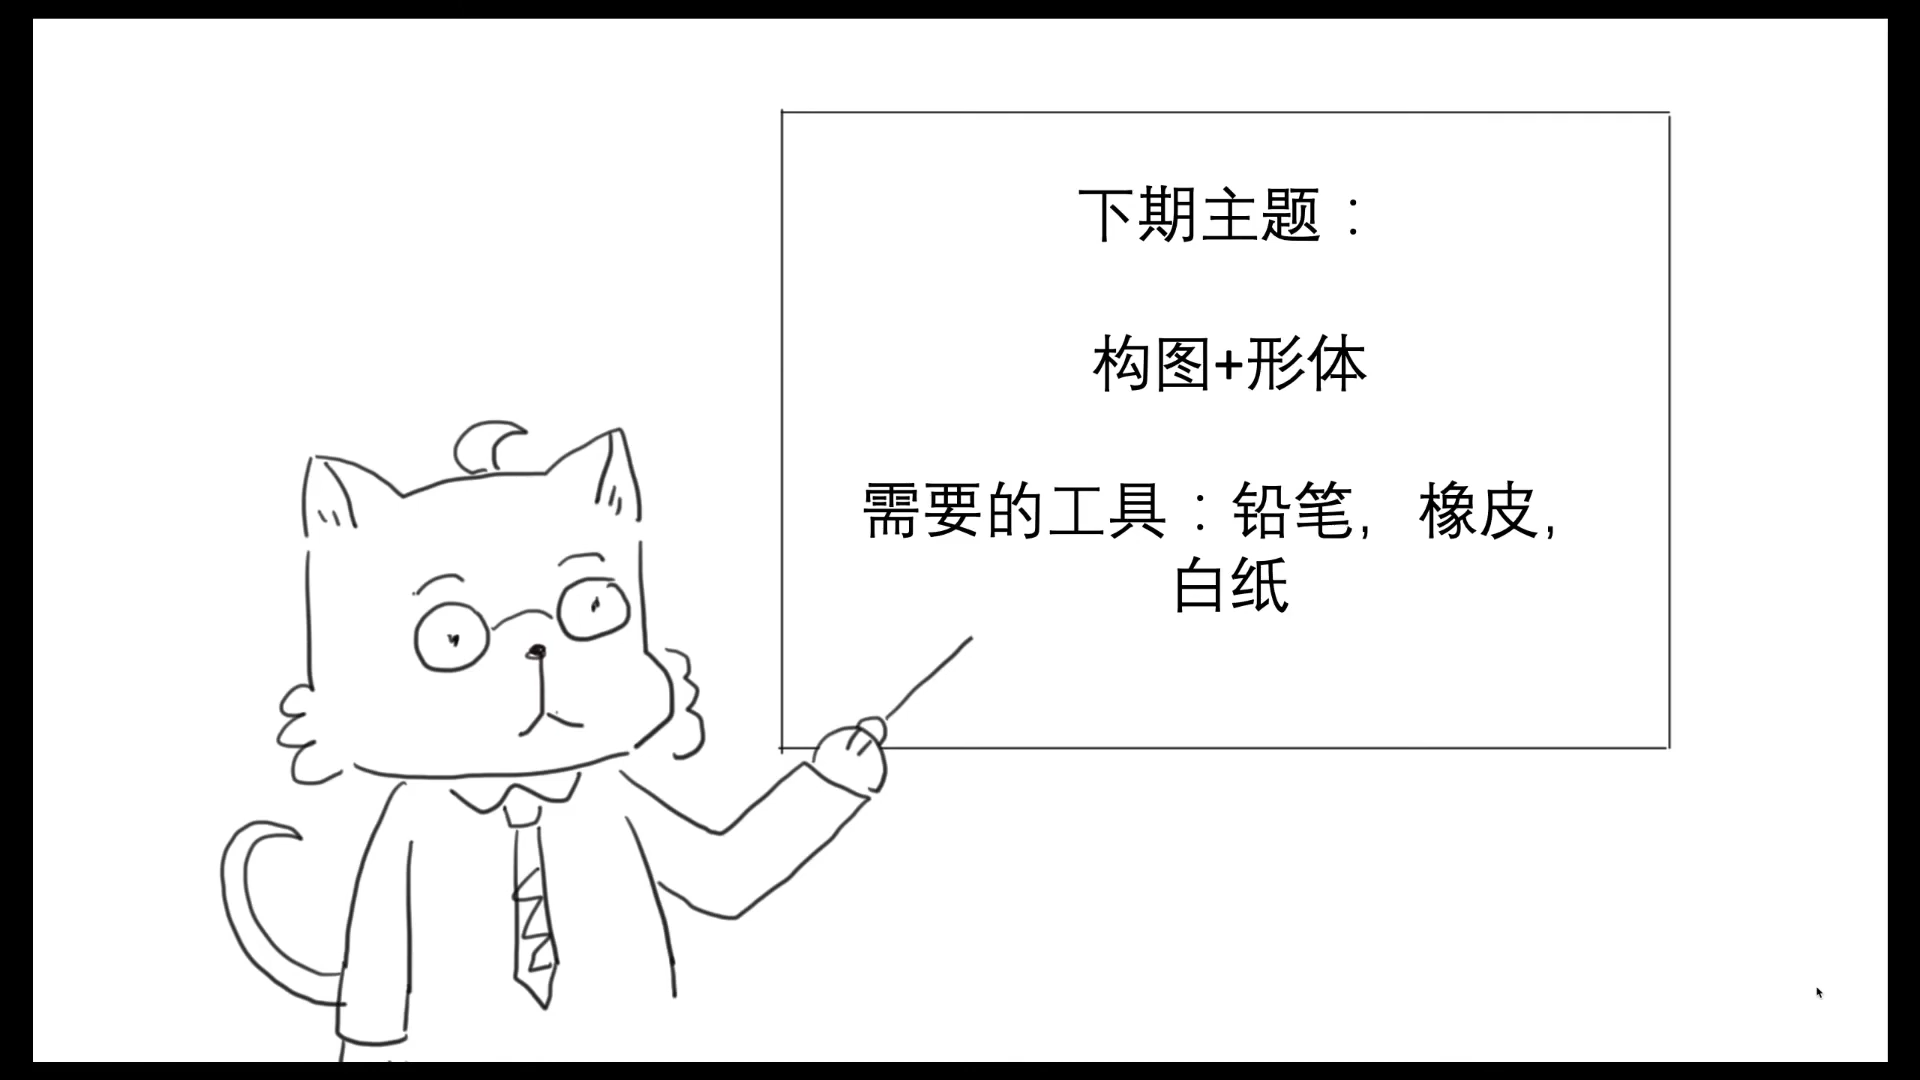 下期主题：
构图+形体
需要的工具：铅笔，橡皮，
白纸